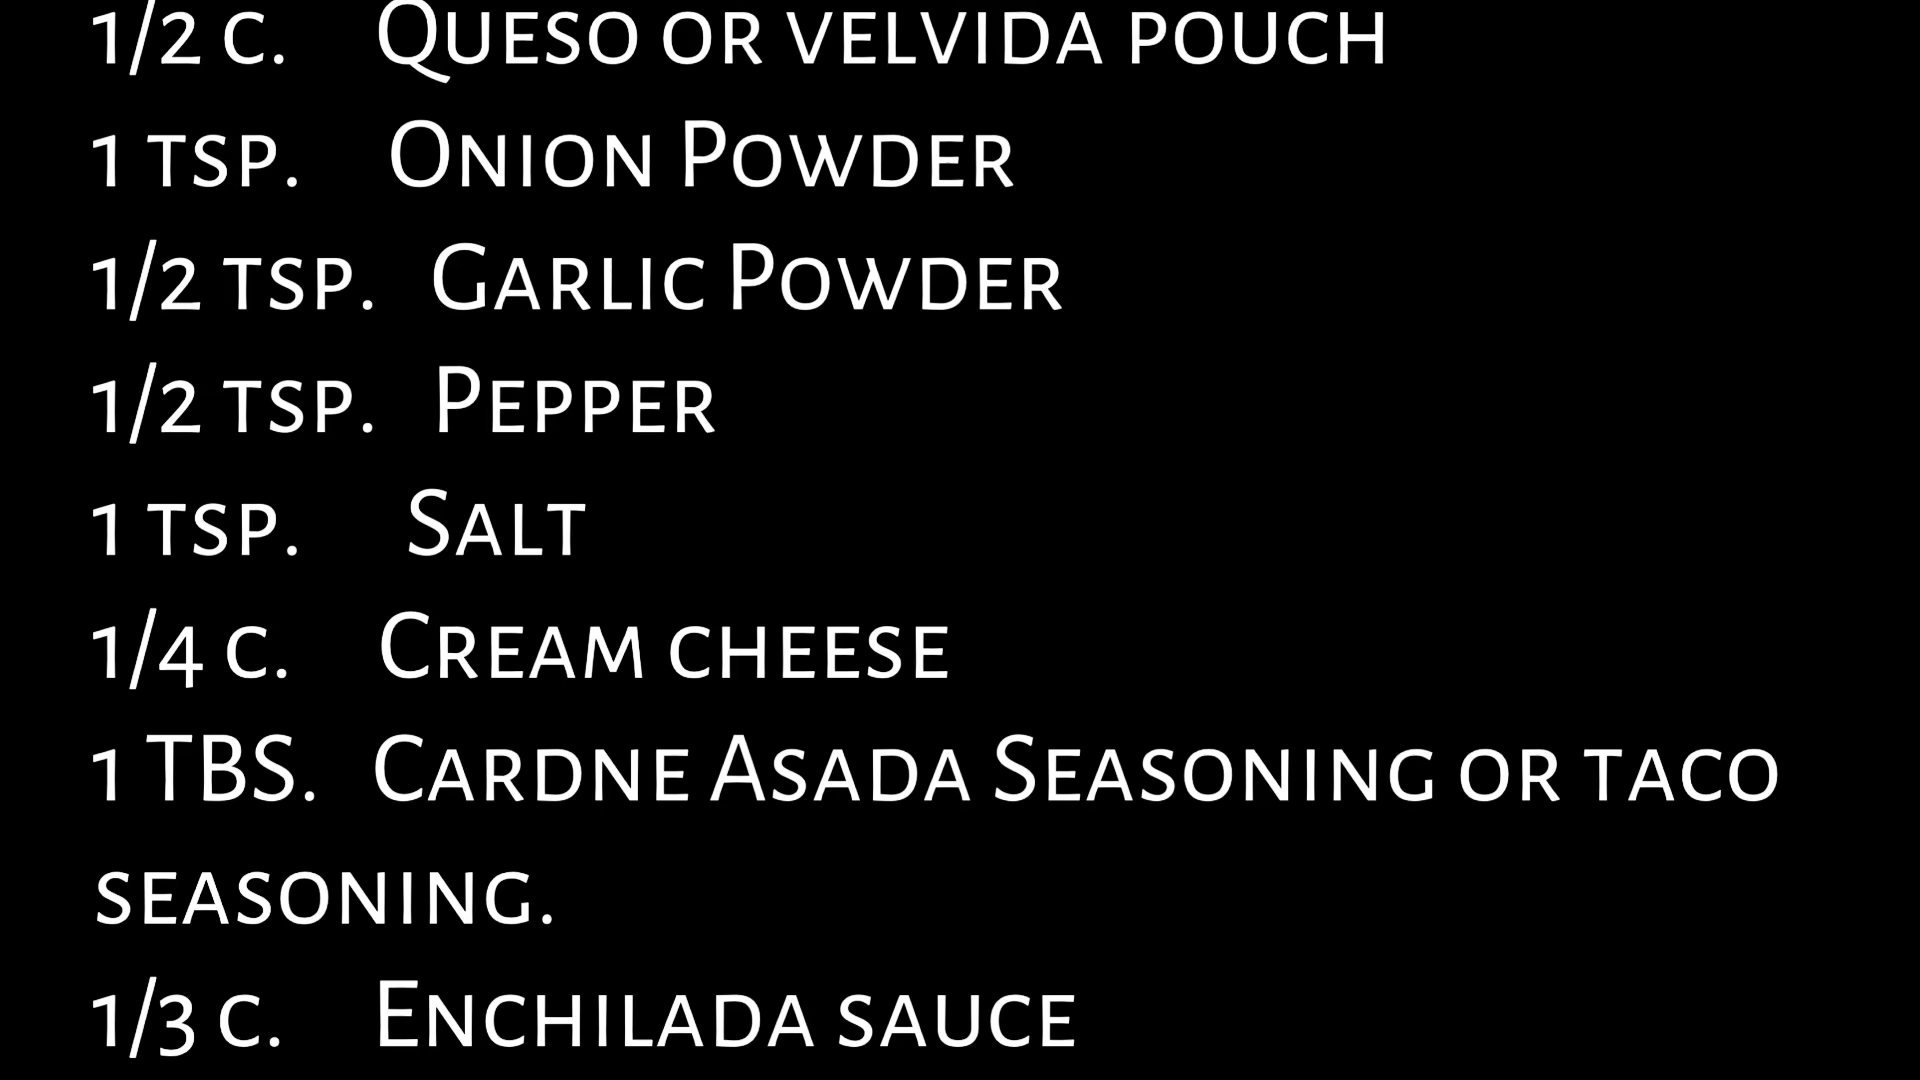 1/2 c. Queso or velvida pouch
1 tsp. Onion Powder
1/2 tsp. Garlic Powder
1/2 tsp. Pepper
1 tsp. Salt
1/4 c. Cream cheese
1 TBS. Cardne Asada Seasoning or taco
seasoning.
1/3 c. Enchilada sauce